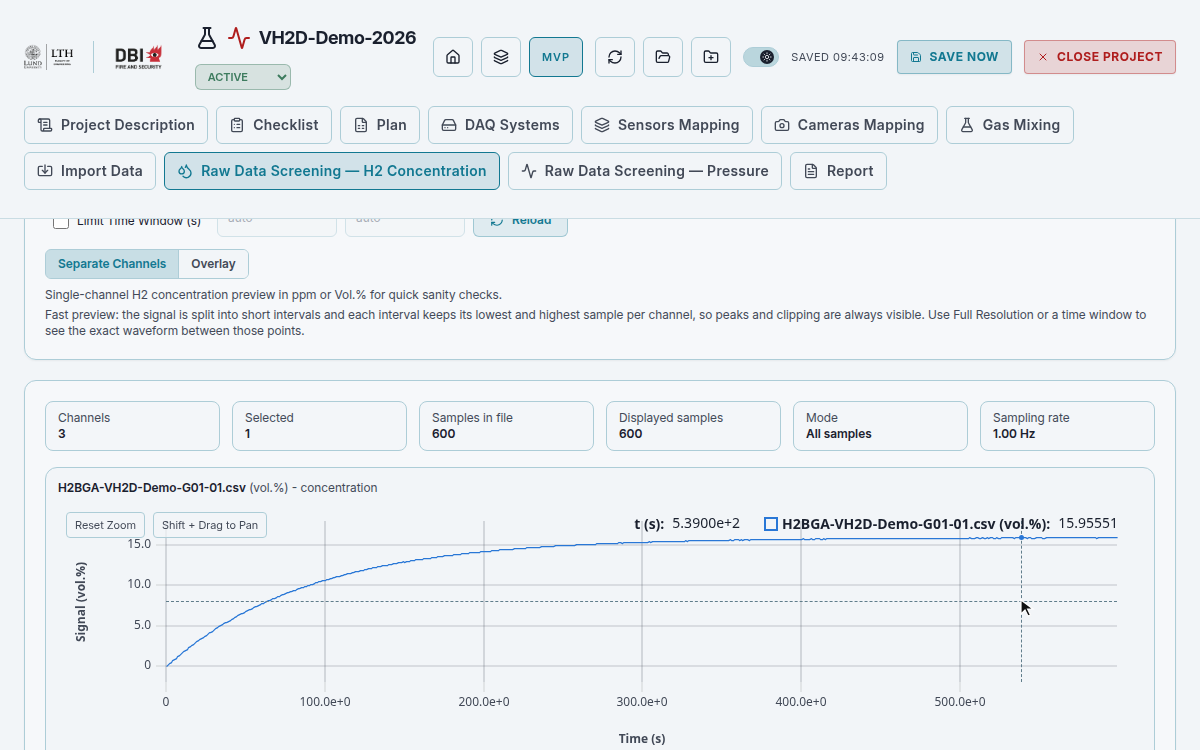 LUND UNIVERSITY
LTH
DBI
FIRE AND SECURITY
VH2D-Demo-2026
ACTIVE
MVP
SAVED 09:43:09
SAVE NOW
CLOSE PROJECT
Project Description
Checklist
Plan
DAQ Systems
Sensors Mapping
Cameras Mapping
Gas Mixing
Import Data
Raw Data Screening — H2 Concentration
Raw Data Screening — Pressure
Report
Limit Time Window (s)
auto
auto
Reload
Separate Channels
Overlay
Single-channel H2 concentration preview in ppm or Vol.% for quick sanity checks.
Fast preview: the signal is split into short intervals and each interval keeps its lowest and highest sample per channel, so peaks and clipping are always visible. Use Full Resolution or a time window to
see the exact waveform between those points.
Channels
3
Selected
1
Samples in file
600
Displayed samples
600
Mode
All samples
Sampling rate
1.00 Hz
H2BGA-VH2D-Demo-G01-01.csv (vol.%) - concentration
Reset Zoom
Shift + Drag to Pan
t (s): 5.3900e+2
H2BGA-VH2D-Demo-G01-01.csv (vol.%): 15.95551
15.0
10.0
5.0
0
Signal (vol.%)
0
100.0e+0
200.0e+0
300.0e+0
400.0e+0
500.0e+0
Time (s)